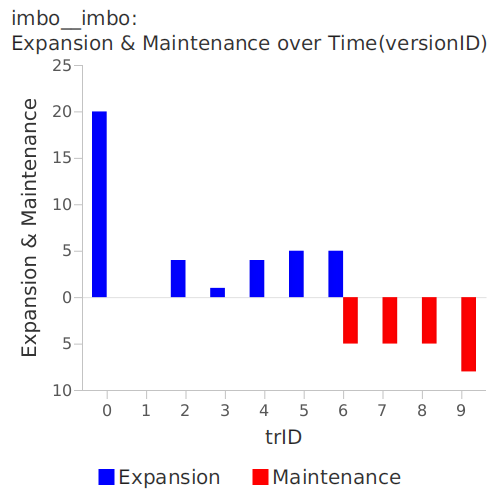 imbo__imbo:
Expansion & Maintenance over Time(versionID)
25
20
15
10
5
0
5
10
Expansion & Maintenance
0 1 2 3 4 5 6 7 8 9
trID
Expansion Maintenance